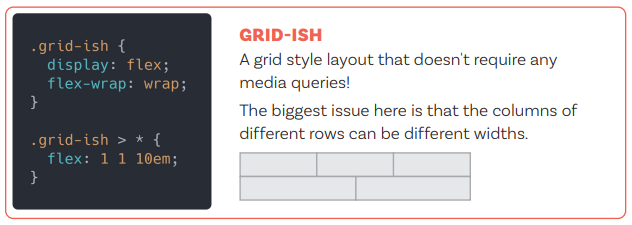 .grid-ish {
  display: flex;
  flex-wrap: wrap;
}
.grid-ish > * {
  flex: 1 1 10em;
}
GRID-ISH
A grid style layout that doesn't require any
media queries!
The biggest issue here is that the columns of
different rows can be different widths.